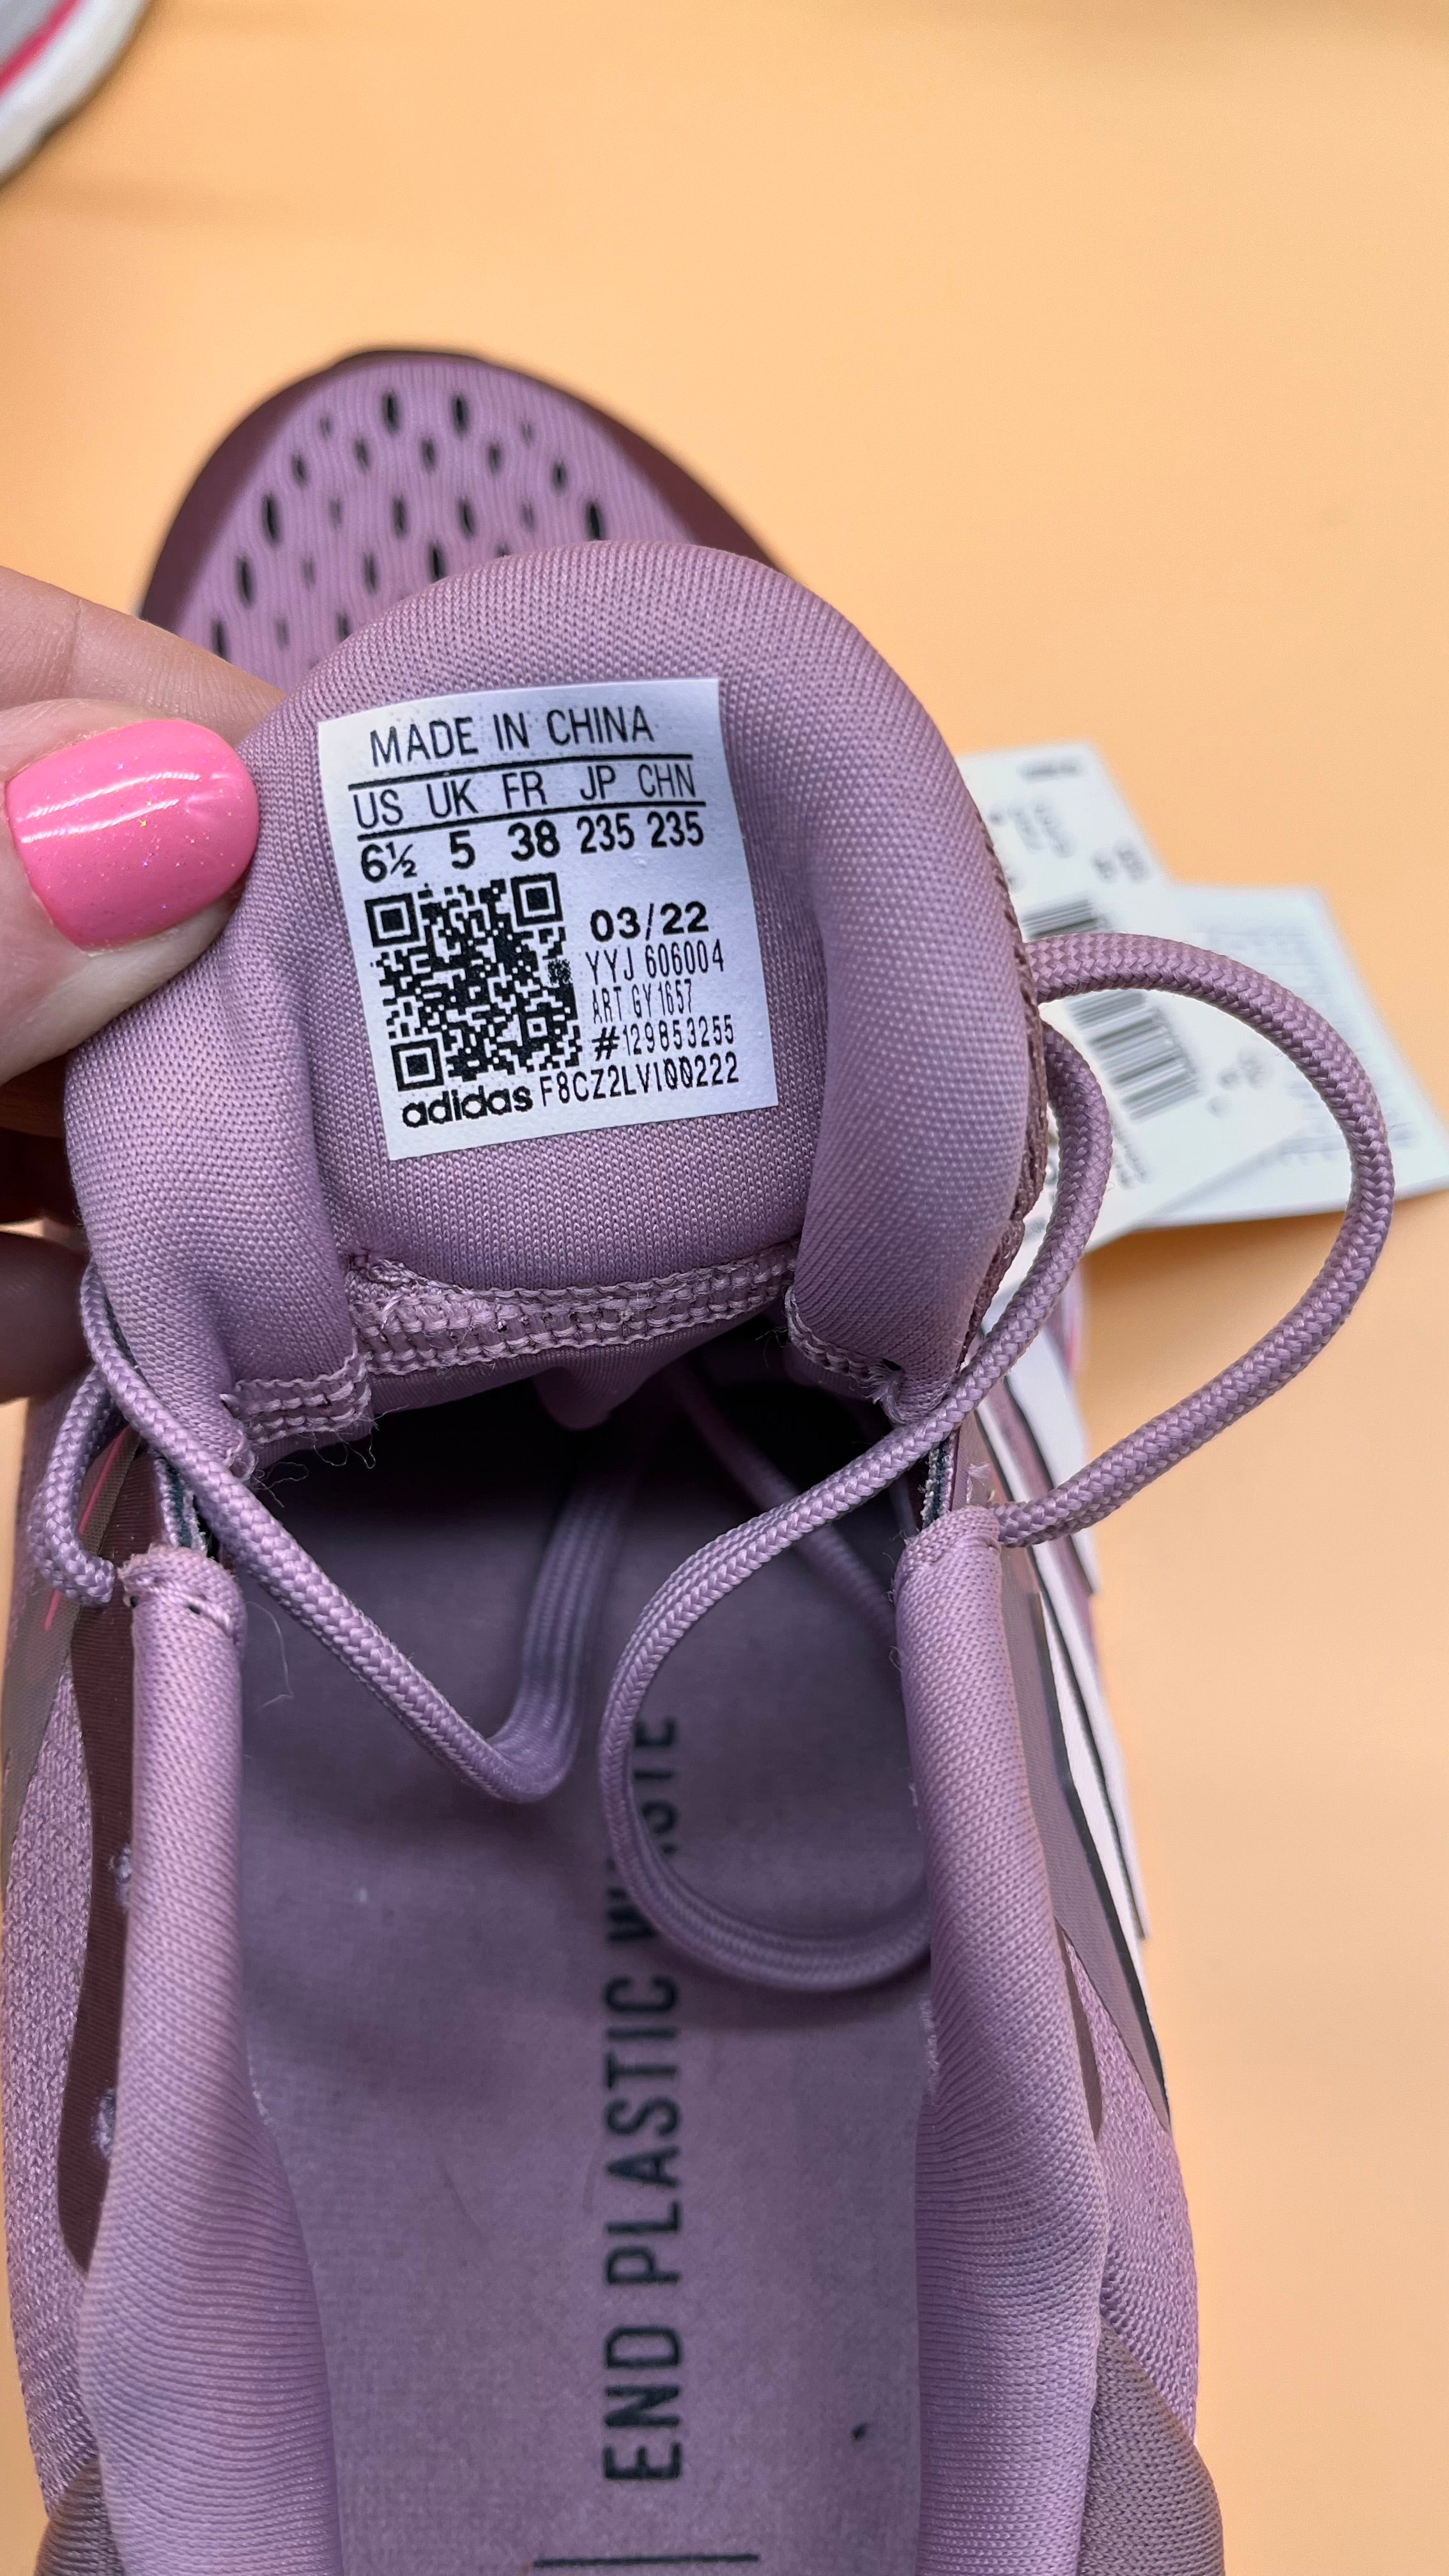 MADE IN CHINA
US UK FR JP CHN
6½ 5 38 235 235
03/22
YYJ 606004
ART GY1657
#129853255
adidas F8CZ2LV100222
END PLASTIC WASTE